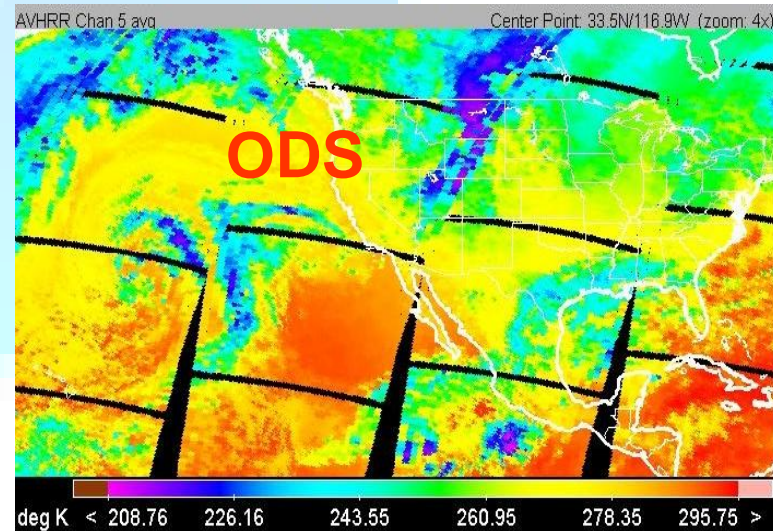 AVHRR Chan 5 avg Center Point: 33.5N/116.9W (zoom: 4x)
ODS
deg K < 208.76 226.16 243.55 260.95 278.35 295.75 >